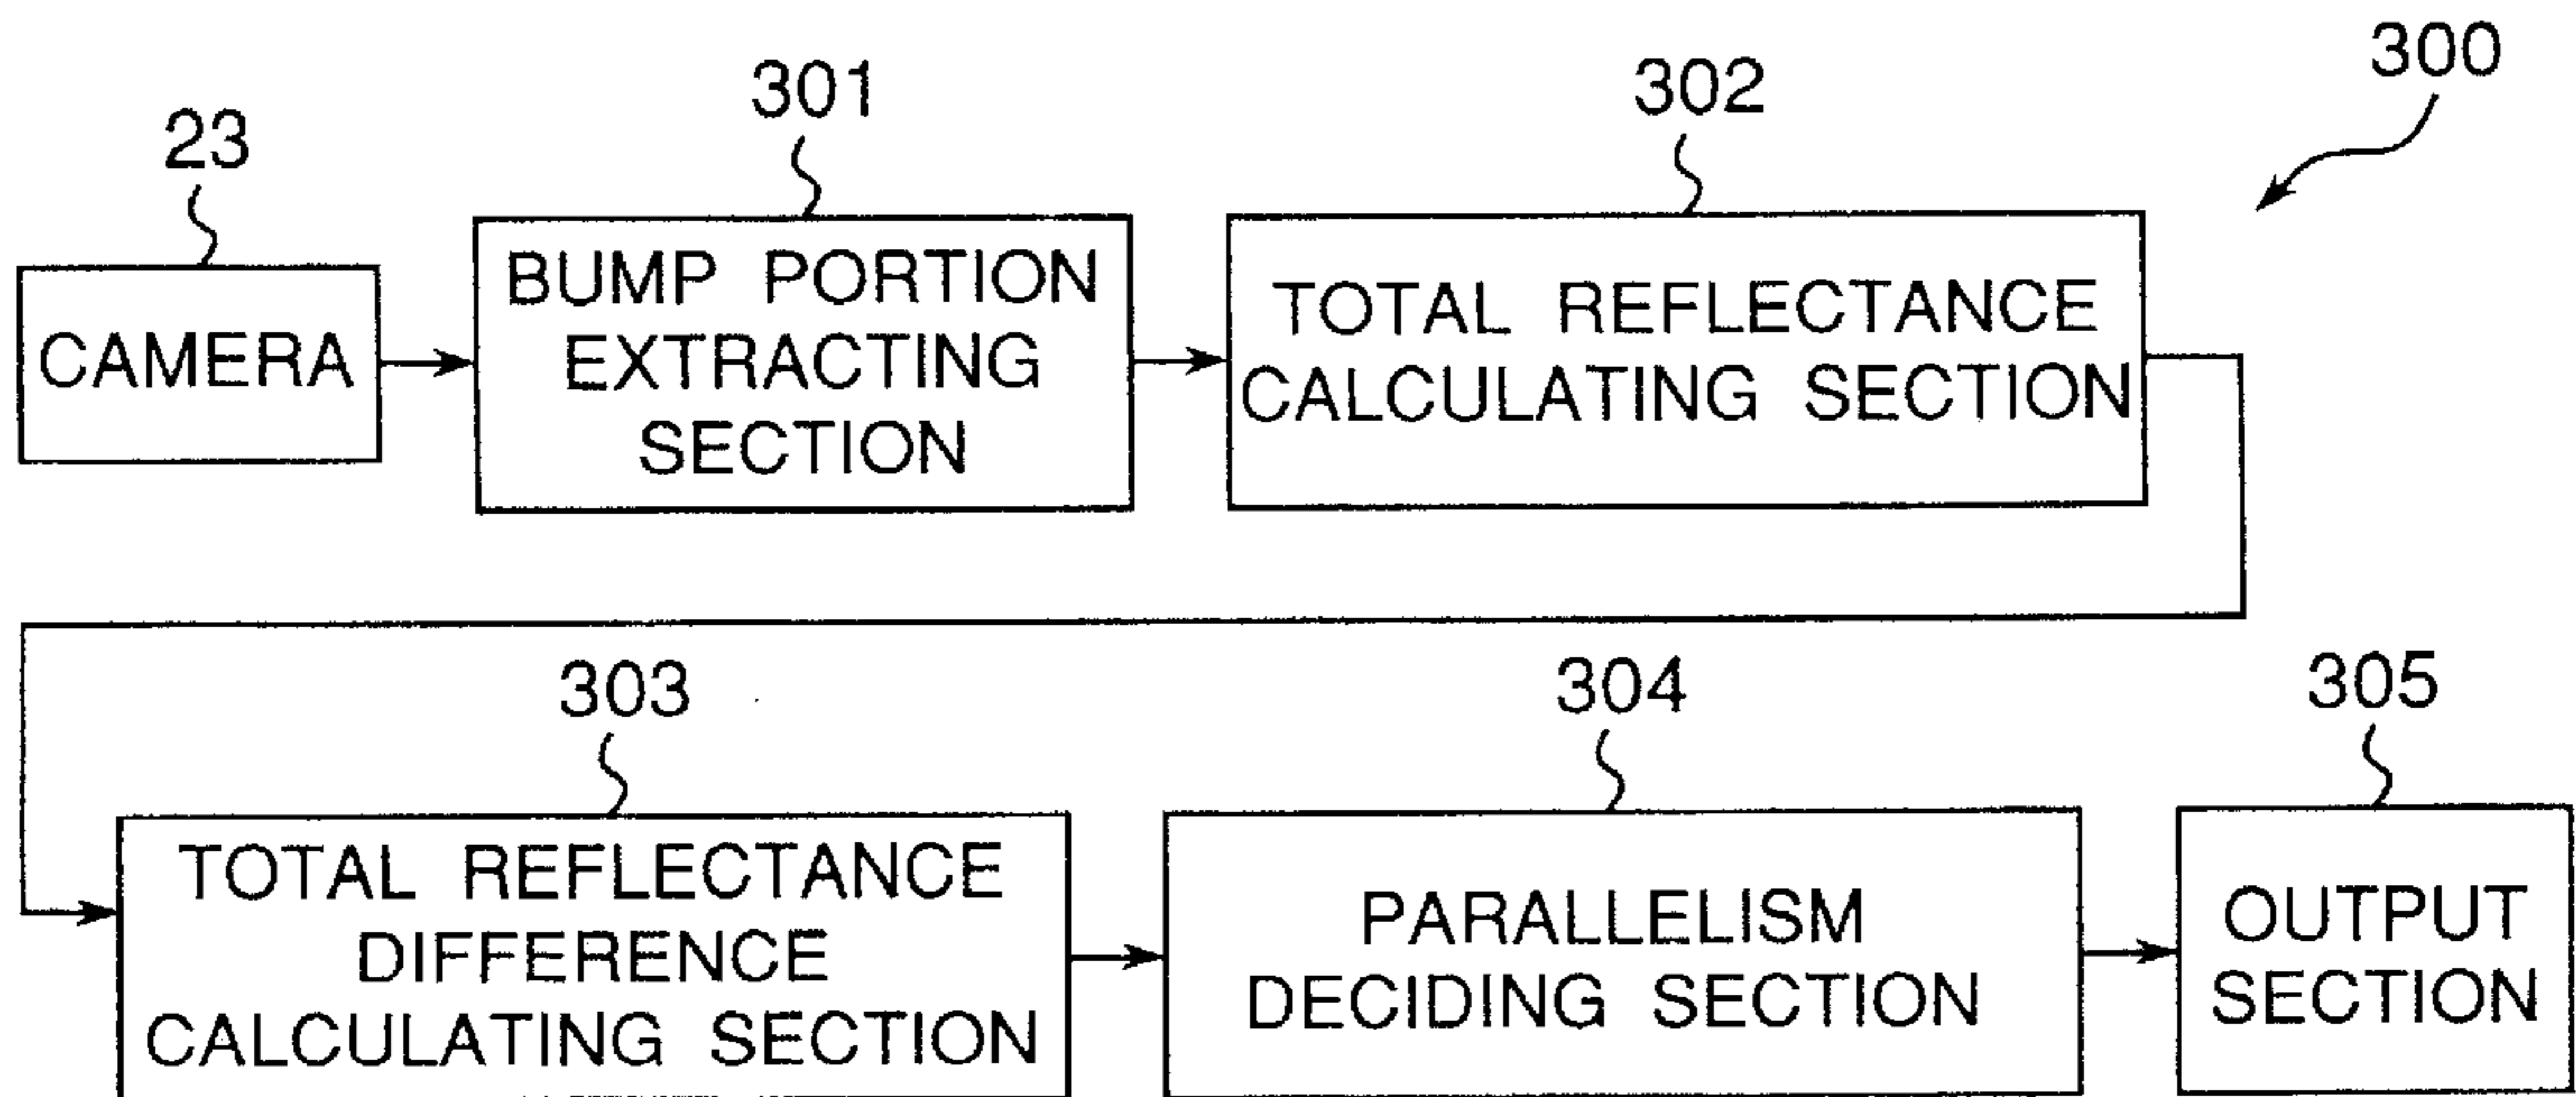 300
301
302
23
BUMP PORTION
EXTRACTING
SECTION
TOTAL REFLECTANCE
CALCULATING SECTION
CAMERA
303
304
305
TOTAL REFLECTANCE
DIFFERENCE
CALCULATING SECTION
PARALLELISM
DECIDING SECTION
OUTPUT
SECTION